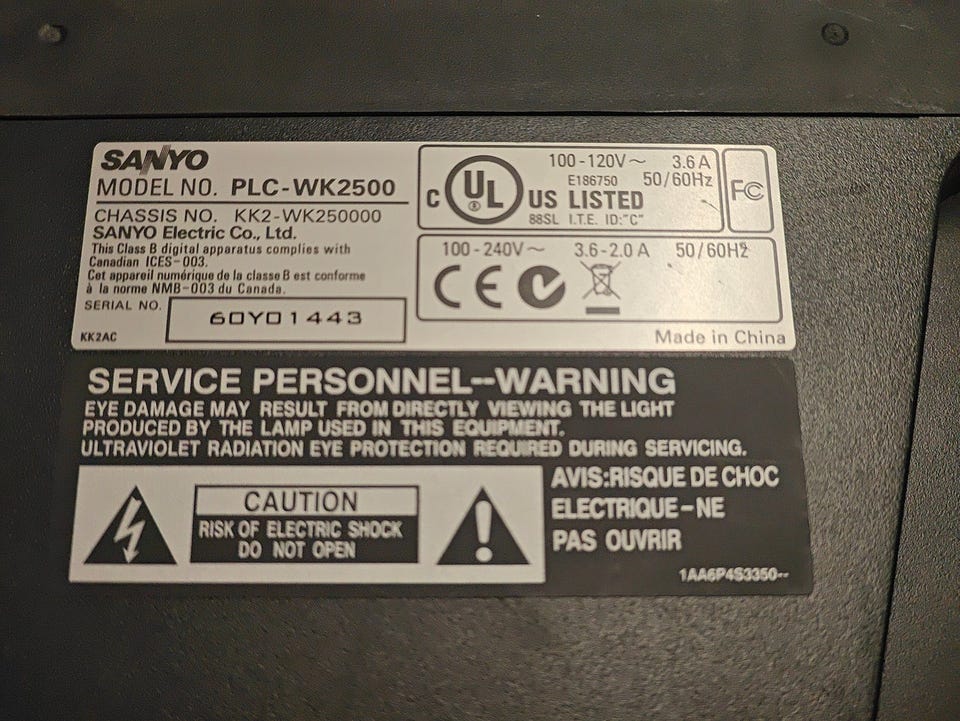 SANYO
MODEL NO. PLC-WK2500
CHASSIS NO. KK2-WK250000
SANYO Electric Co., Ltd.
This Class B digital apparatus complies with
Canadian ICES-003.
Cet appareil numérique de la classe B est conforme
à la norme NMB-003 du Canada.
SERIAL NO.
60Y01443
KK2AC
C UL ® US LISTED
100-120V~ 3.6A
E186750 50/60Hz
88SL I.T.E. ID:"C"
FC
100-240V~ 3.6-2.0A 50/60Hz
CE
Made in China
SERVICE PERSONNEL--WARNING
EYE DAMAGE MAY RESULT FROM DIRECTLY VIEWING THE LIGHT
PRODUCED BY THE LAMP USED IN THIS EQUIPMENT.
ULTRAVIOLET RADIATION EYE PROTECTION REQUIRED DURING SERVICING.
CAUTION
RISK OF ELECTRIC SHOCK
DO NOT OPEN
AVIS:RISQUE DE CHOC
ELECTRIQUE-NE
PAS OUVRIR
1AA6P4S3350--